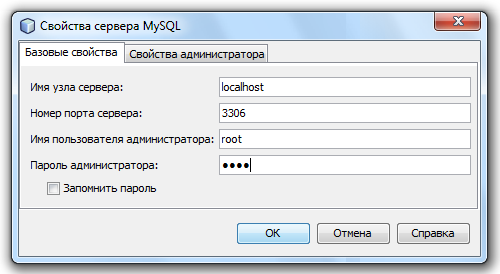 Свойства сервера MySQL
Базовые свойства Свойства администратора
Имя узла сервера: localhost
Номер порта сервера: 3306
Имя пользователя администратора: root
Пароль администратора: ●●●●
Запомнить пароль
OK Отмена Справка